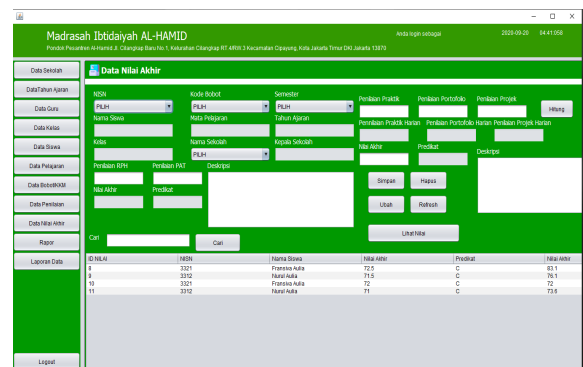 Madrasah Ibtidaiyah AL-HAMID
Anda login sebagai
2020-09-20 04:41:058
Pondok Pesantren Al-Hamid Jl. Cilangkap Baru No.1, Kelurahan Cilangkap RT.4/RW.3 Kecamatan Cipayung, Kota Jakarta Timur DKI Jakarta 13870
Data Sekolah
DataTahun Ajaran
Data Guru
Data Kelas
Data Siswa
Data Pelajaran
Data Bobot/KKM
Data Penilaian
Data Nilai Akhir
Rapor
Laporan Data
Logout
Data Nilai Akhir
NISN
PILIH
Nama Siswa
Kelas
Penilaian RPH
Penilaian PAT
Nilai Akhir
Predikat
Kode Bobot
PILIH
Mata Pelajaran
Nama Sekolah
PILIH
Deskripsi
Semester
PILIH
Tahun Ajaran
Kepala Sekolah
Penilaian Praktik
Penilaian Portofolio
Penilaian Projek
Hitung
Pennilaian Praktik Harian
Penilaian Portofolio Harian
Penilaian Projek Harian
Nilai Akhir
Predikat
Deskripsi
Simpan
Hapus
Ubah
Refresh
Lihat Nilai
Cari
Cari
ID NILAI NISN Nama Siswa Nilai Akhir Predikat Nilai Akhir
8 3321 Fransiva Aulia 72.5 C 83.1
9 3312 Nurul Aulia 71.5 C 76.1
10 3321 Fransiva Aulia 72 C 72
11 3312 Nurul Aulia 71 C 73.6